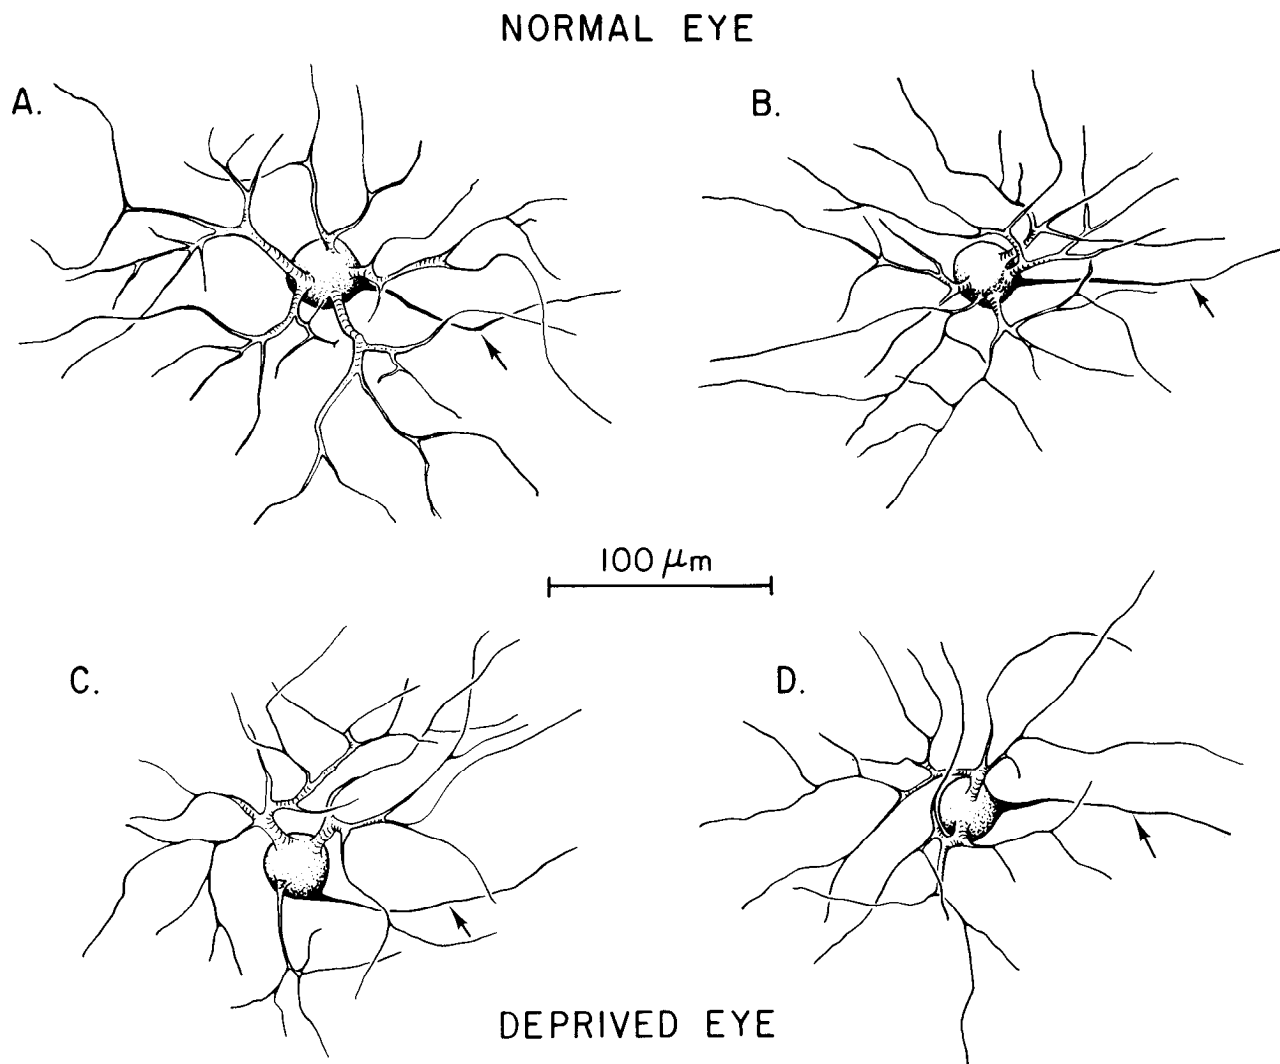 NORMAL EYE
A.
B.
100 μm
C.
D.
DEPRIVED EYE